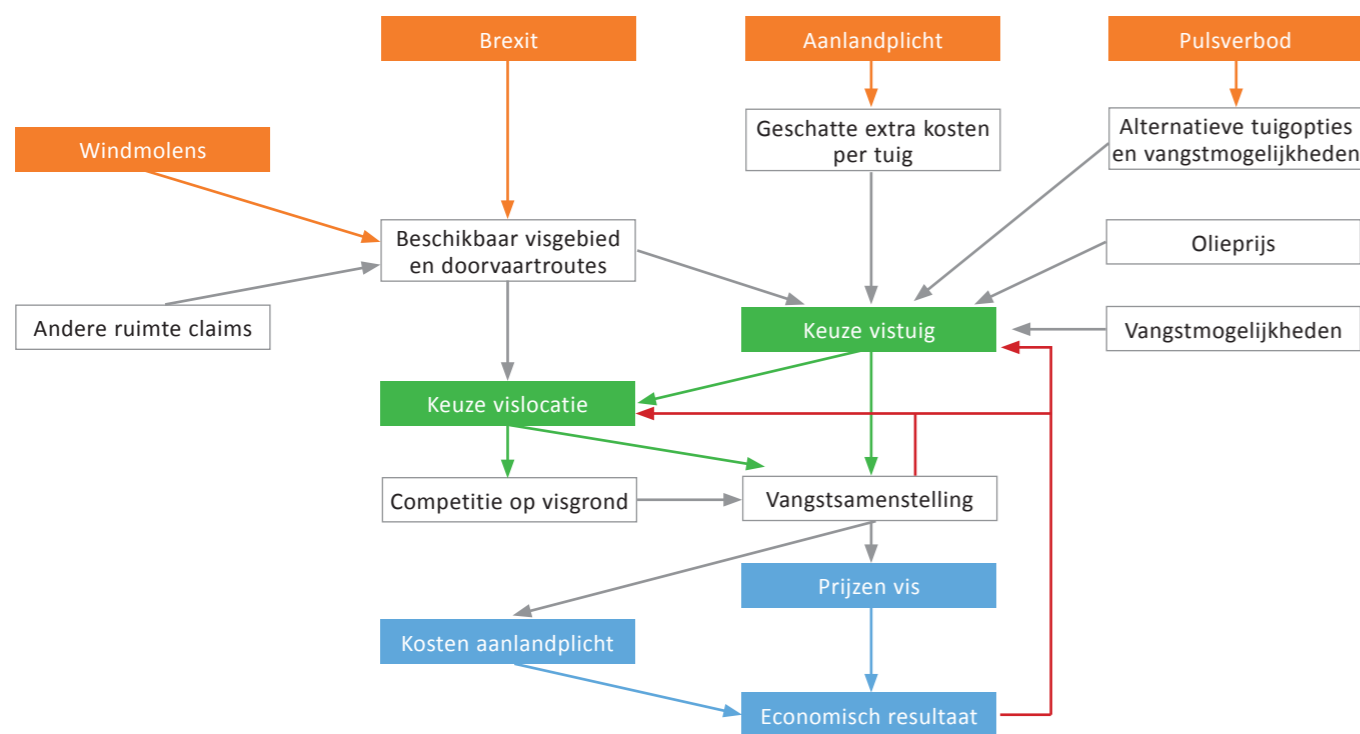 Brexit
Aanlandplicht
Pulsverbod
Windmolens
Geschatte extra kosten
per tuig
Alternatieve tuigopties
en vangstmogelijkheden
Beschikbaar visgebied
en doorvaartroutes
Olieprijs
Andere ruimte claims
Keuze vistuig
Vangstmogelijkheden
Keuze vislocatie
Competitie op visgrond
Vangstsamenstelling
Prijzen vis
Kosten aanlandplicht
Economisch resultaat